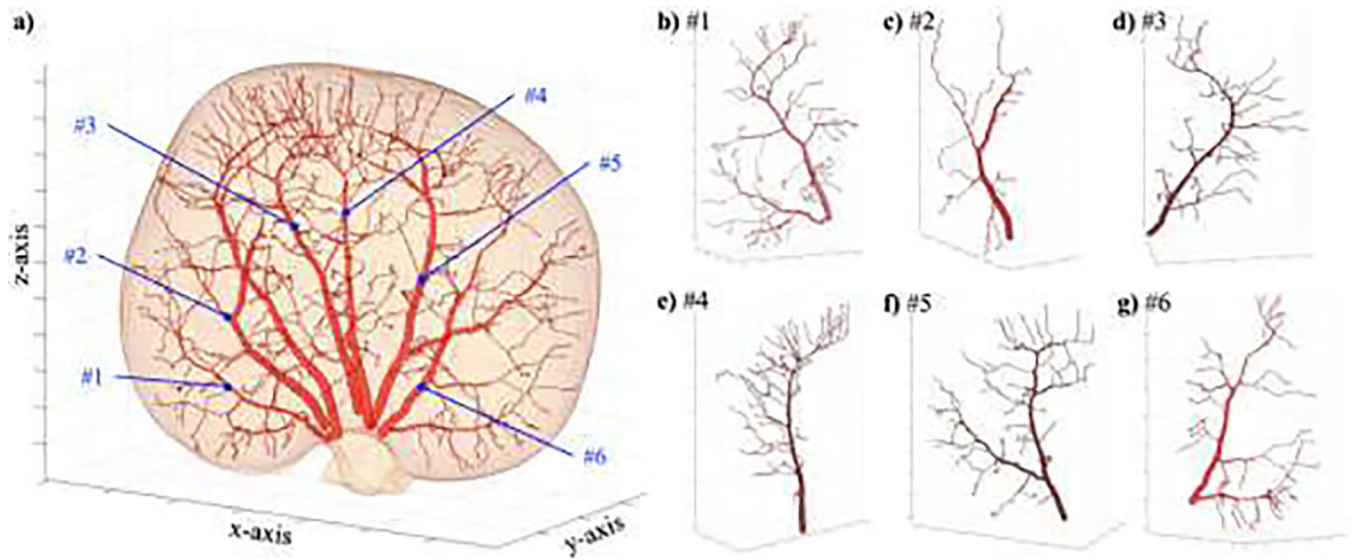 a)
#3
#4
#5
#2
#1
#6
z-axis
x-axis
y-axis
b) #1
c) #2
d) #3
e) #4
f) #5
g) #6